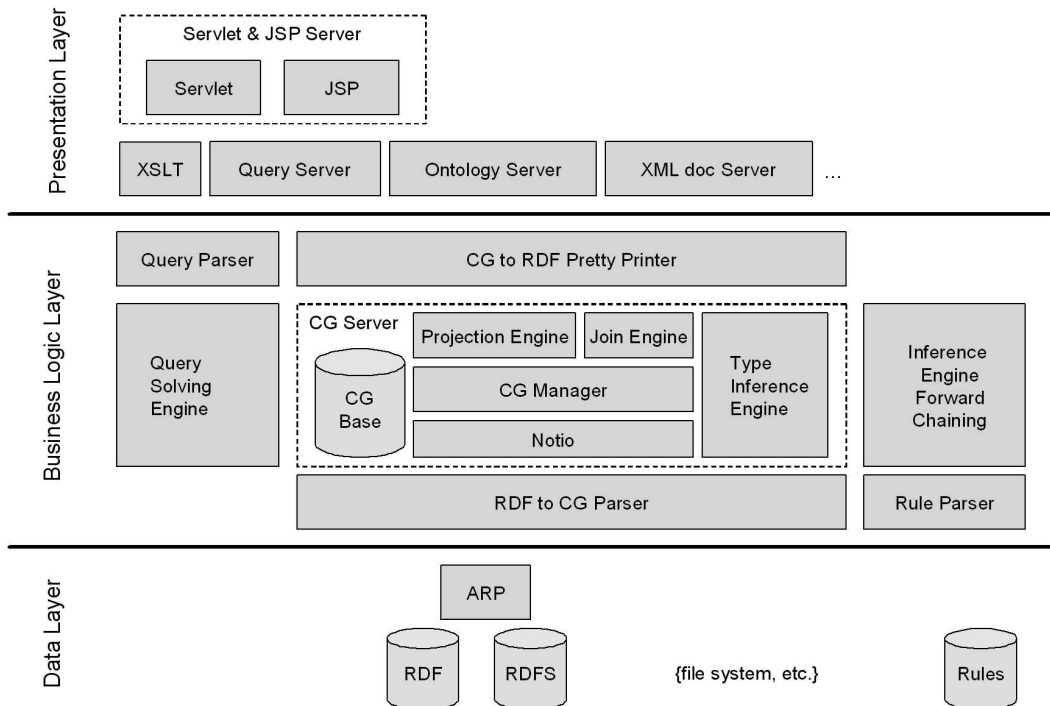 Presentation Layer
Servlet & JSP Server
Servlet
JSP
XSLT
Query Server
Ontology Server
XML doc Server
...
Business Logic Layer
Query Parser
CG to RDF Pretty Printer
Query
Solving
Engine
CG Server
CG
Base
Projection Engine
Join Engine
CG Manager
Notio
Type
Inference
Engine
Inference
Engine
Forward
Chaining
RDF to CG Parser
Rule Parser
Data Layer
ARP
RDF
RDFS
{file system, etc.}
Rules